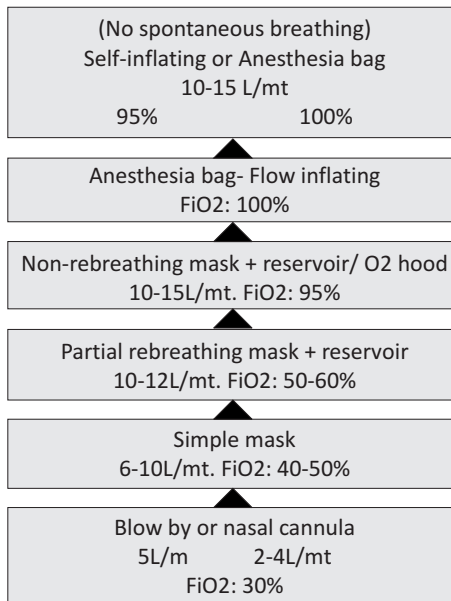 (No spontaneous breathing)
Self-inflating or Anesthesia bag
10-15 L/mt
95% 100%
Anesthesia bag- Flow inflating
FiO2: 100%
Non-rebreathing mask + reservoir/ O2 hood
10-15L/mt. FiO2: 95%
Partial rebreathing mask + reservoir
10-12L/mt. FiO2: 50-60%
Simple mask
6-10L/mt. FiO2: 40-50%
Blow by or nasal cannula
5L/m 2-4L/mt
FiO2: 30%